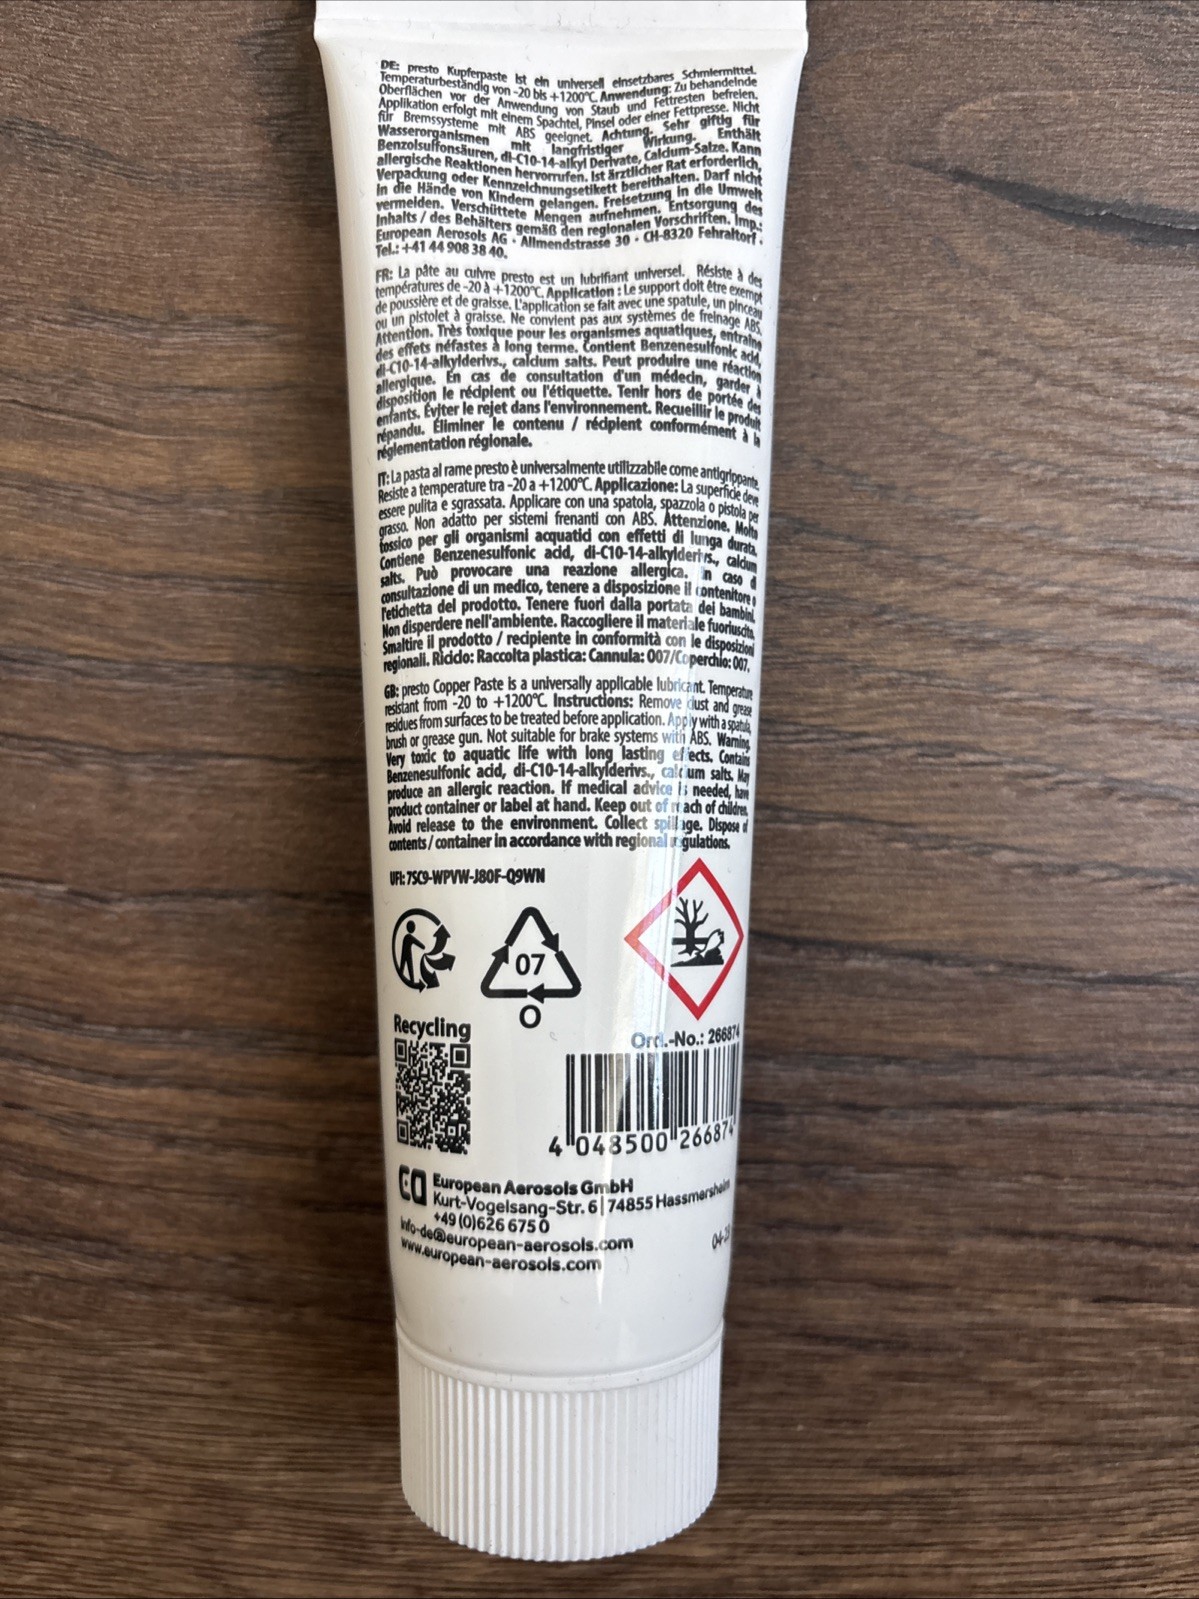 DE: presto Kupferpaste ist ein universell einsetzbares Schmiermittel.
Temperaturbeständig von -20 bis +1200°C. Anwendung: Zu behandelnde
Oberflächen vor der Anwendung von Staub und Fettresten befreien.
Applikation erfolgt mit einem Spachtel, Pinsel oder einer Fettpresse. Nicht
für Bremssysteme mit ABS geeignet. Achtung. Sehr giftig für
Wasserorganismen mit langfristiger Wirkung. Enthält
Benzolsulfonsäuren, di-C10-14-alkyl Derivate, Calcium-Salze. Kann
allergische Reaktionen hervorrufen. Ist ärztlicher Rat erforderlich,
Verpackung oder Kennzeichnungsetikett bereithalten. Darf nicht
in die Hände von Kindern gelangen. Freisetzung in die Umwelt
vermeiden. Verschüttete Mengen aufnehmen. Entsorgung des
Inhalts / des Behälters gemäß den regionalen Vorschriften. Imp.:
European Aerosols AG · Allmendstrasse 30 · CH-8320 Fehraltorf ·
Tel.: +41 44 908 38 40.
FR: La pâte au cuivre presto est un lubrifiant universel. Résiste à des
températures de -20 à +1200°C. Application : Le support doit être exempt
de poussière et de graisse. L'application se fait avec une spatule, un pinceau
ou un pistolet à graisse. Ne convient pas aux systèmes de freinage ABS.
Attention. Très toxique pour les organismes aquatiques, entraîne
des effets néfastes à long terme. Contient Benzenesulfonic acid,
di-C10-14-alkylderivs., calcium salts. Peut produire une réaction
allergique. En cas de consultation d'un médecin, garder à
disposition le récipient ou l'étiquette. Tenir hors de portée des
enfants. Éviter le rejet dans l'environnement. Recueillir le produit
répandu. Éliminer le contenu / récipient conformément à la
réglementation régionale.
IT: La pasta al rame presto è universalmente utilizzabile come antigrippante.
Resiste a temperature tra -20 a +1200°C. Applicazione: La superficie deve
essere pulita e sgrassata. Applicare con una spatola, spazzola o pistola per
grasso. Non adatto per sistemi frenanti con ABS. Attenzione. Molto
tossico per gli organismi acquatici con effetti di lunga durata.
Contiene Benzenesulfonic acid, di-C10-14-alkylderivs., calcium
salts. Può provocare una reazione allergica. In caso di
consultazione di un medico, tenere a disposizione il contenitore o
l'etichetta del prodotto. Tenere fuori dalla portata dei bambini.
Non disperdere nell'ambiente. Raccogliere il materiale fuoriuscito.
Smaltire il prodotto / recipiente in conformità con le disposizioni
regionali. Riciclo: Raccolta plastica: Cannula: 007/Coperchio: 007.
GB: presto Copper Paste is a universally applicable lubricant. Temperature
resistant from -20 to +1200°C. Instructions: Remove dust and grease
residues from surfaces to be treated before application. Apply with a spatula,
brush or grease gun. Not suitable for brake systems with ABS. Warning.
Very toxic to aquatic life with long lasting effects. Contains
Benzenesulfonic acid, di-C10-14-alkylderivs., calcium salts. May
produce an allergic reaction. If medical advice is needed, have
product container or label at hand. Keep out of reach of children.
Avoid release to the environment. Collect spillage. Dispose of
contents / container in accordance with regional regulations.
UFI: 7SC9-WPVW-J80F-Q9WN
07
O
Recycling
Ord.-No.: 266874
4 048500 266874
European Aerosols GmbH
Kurt-Vogelsang-Str. 6 | 74855 Hassmersheim
+49 (0)626 675 0
info-de@european-aerosols.com
www.european-aerosols.com